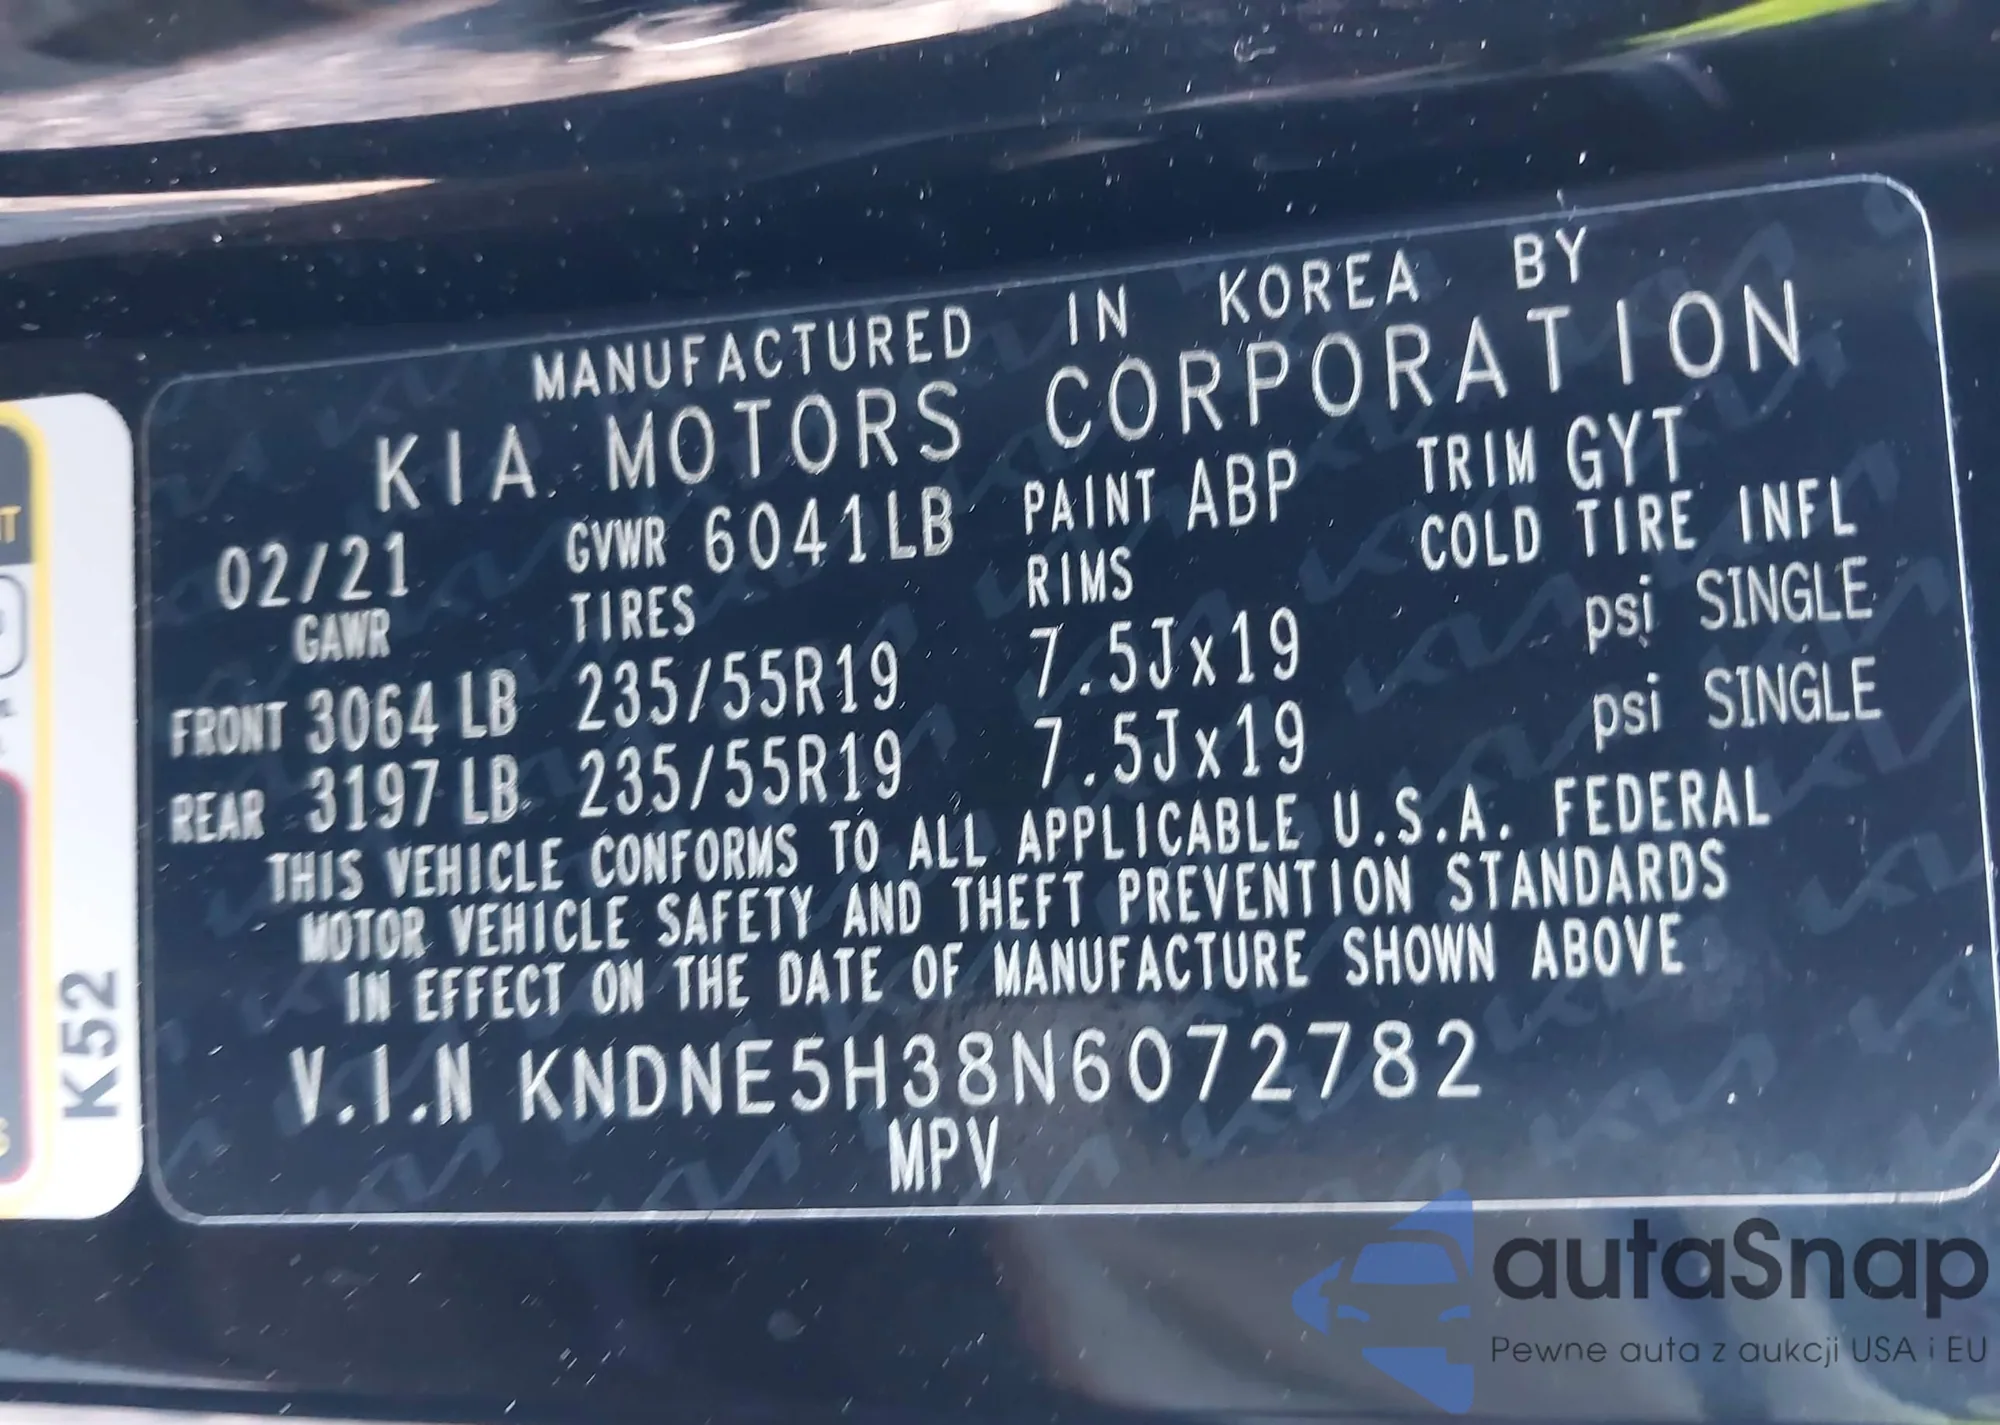 MANUFACTURED IN KOREA BY
KIA MOTORS CORPORATION
02/21 GVWR 6041LB PAINT ABP TRIM GYT
GAWR TIRES RIMS COLD TIRE INFL
FRONT 3064 LB 235/55R19 7.5Jx19 psi SINGLE
REAR 3197 LB 235/55R19 7.5Jx19 psi SINGLE
THIS VEHICLE CONFORMS TO ALL APPLICABLE U.S.A. FEDERAL
MOTOR VEHICLE SAFETY AND THEFT PREVENTION STANDARDS
IN EFFECT ON THE DATE OF MANUFACTURE SHOWN ABOVE
V.I.N KNDNE5H38N6072782
MPV
K52
autaSnap
Pewne auta z aukcji USA i EU